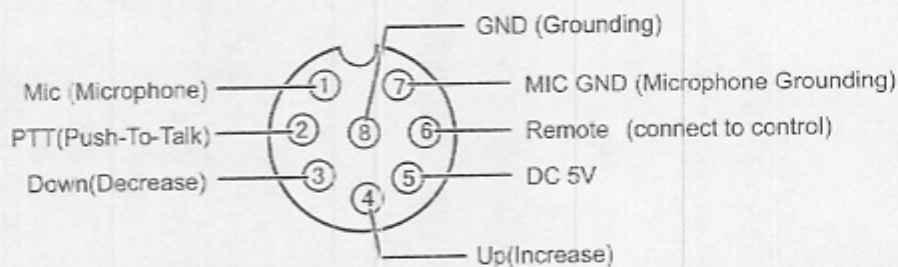 GND (Grounding)
Mic (Microphone)
1
7
MIC GND (Microphone Grounding)
PTT(Push-To-Talk)
2
8
6
Remote (connect to control)
Down(Decrease)
3
5
DC 5V
4
Up(Increase)